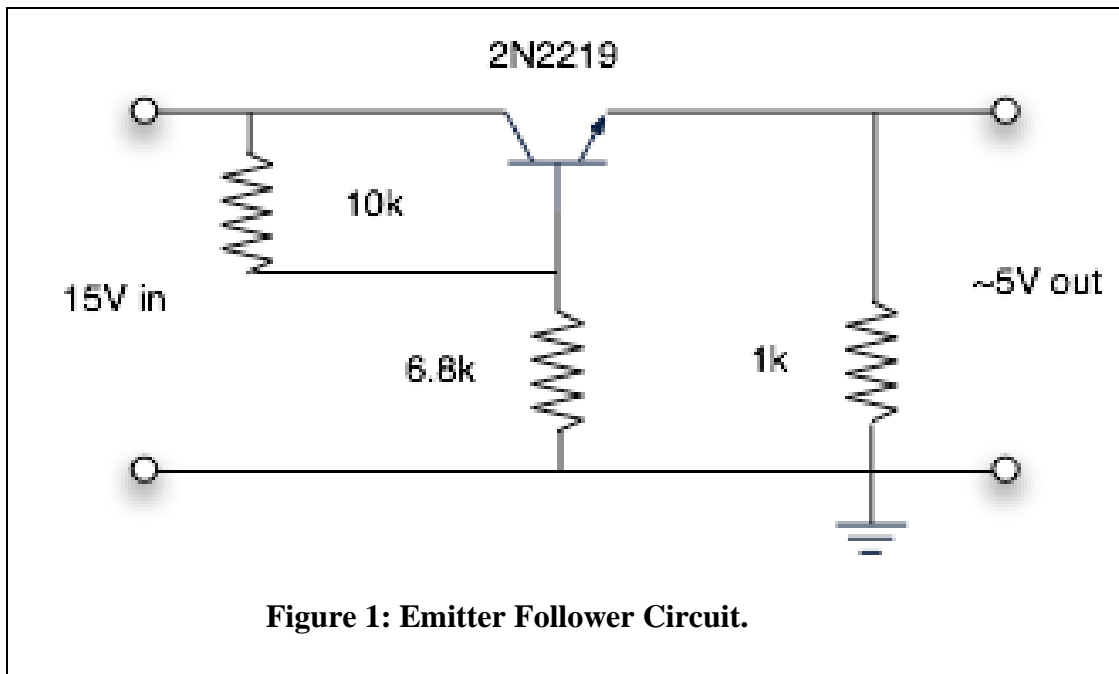 2N2219
10k
15V in
~5V out
6.8k
1k
Figure 1: Emitter Follower Circuit.